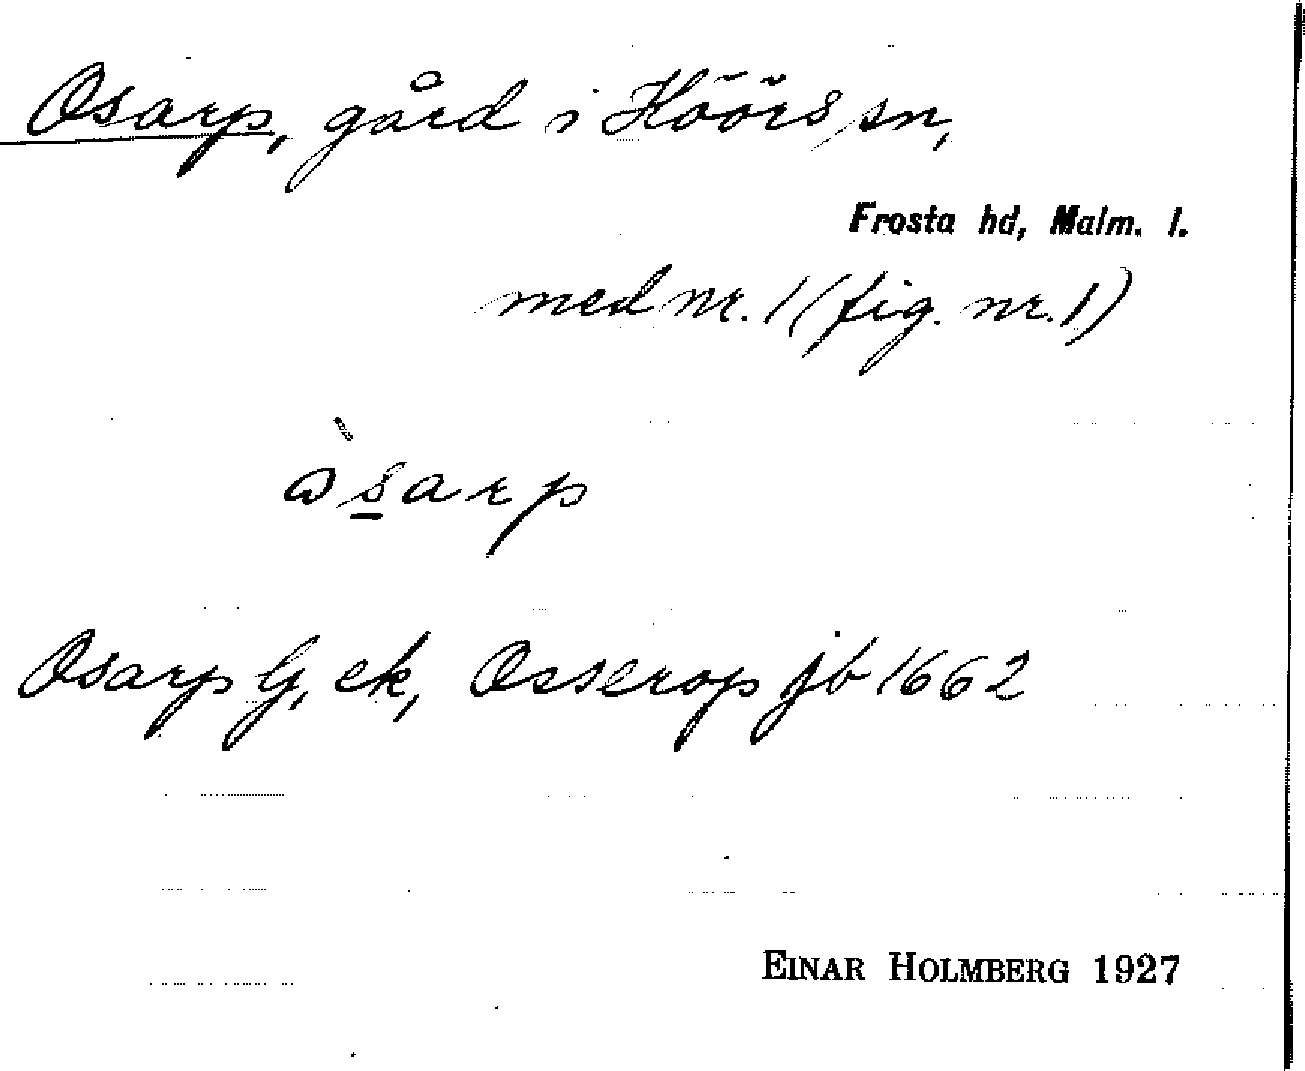 Osarp, gård i Höörs sn,
Frosta hd, Malm. l.
med nr. 1 (fig. nr. 1)
òsarp
Osarp G, ek, Osserop jb 1662
EINAR HOLMBERG 1927